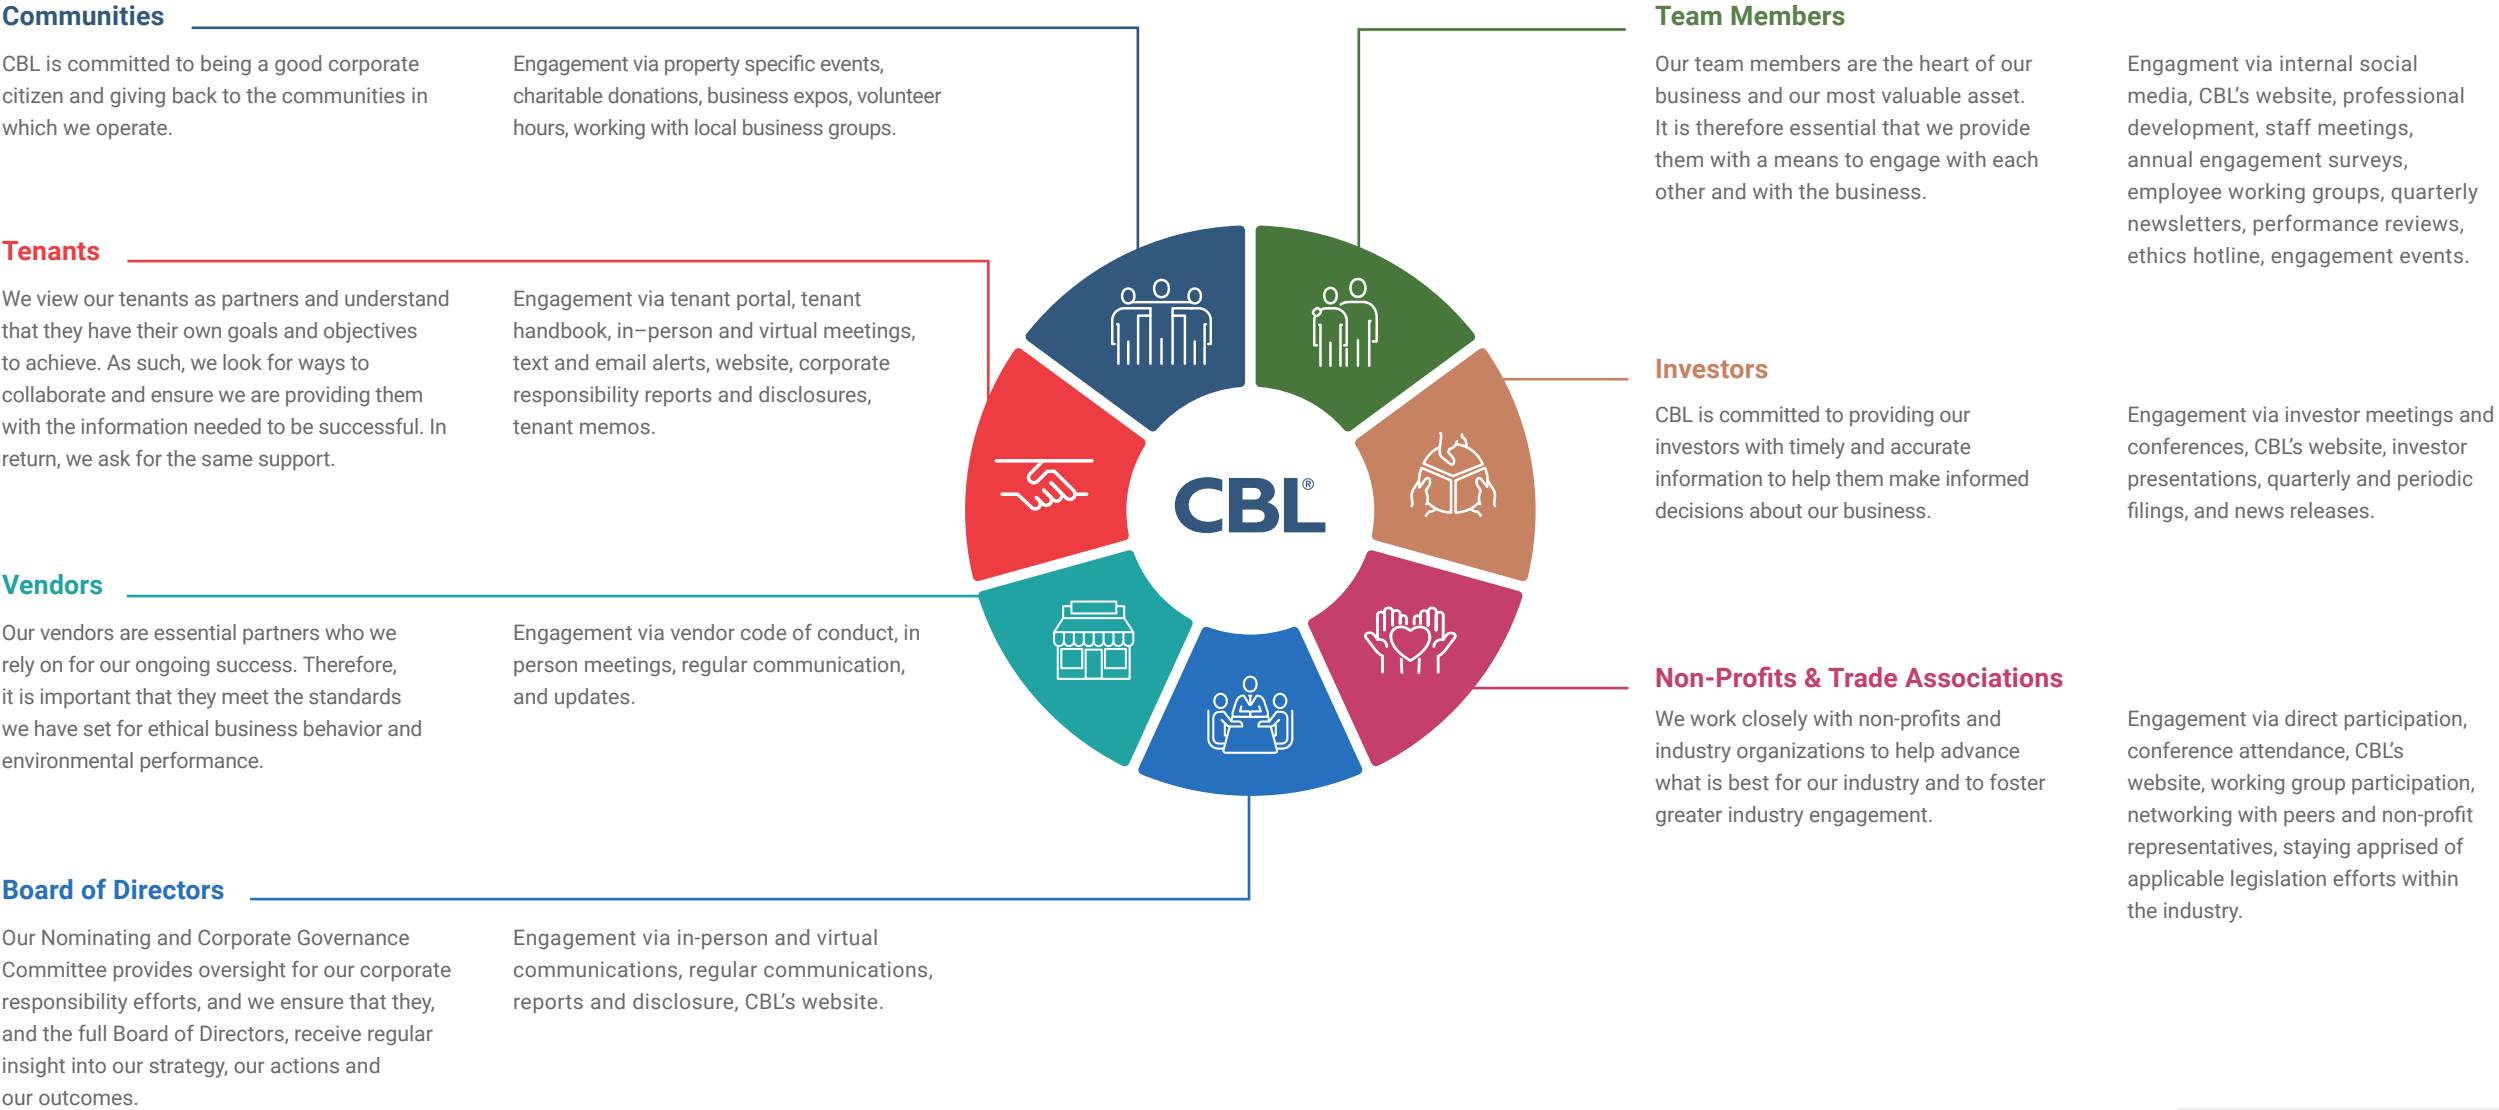 Communities
CBL is committed to being a good corporate
citizen and giving back to the communities in
which we operate.
Engagement via property specific events,
charitable donations, business expos, volunteer
hours, working with local business groups.
Tenants
We view our tenants as partners and understand
that they have their own goals and objectives
to achieve. As such, we look for ways to
collaborate and ensure we are providing them
with the information needed to be successful. In
return, we ask for the same support.
Engagement via tenant portal, tenant
handbook, in–person and virtual meetings,
text and email alerts, website, corporate
responsibility reports and disclosures,
tenant memos.
Vendors
Our vendors are essential partners who we
rely on for our ongoing success. Therefore,
it is important that they meet the standards
we have set for ethical business behavior and
environmental performance.
Engagement via vendor code of conduct, in
person meetings, regular communication,
and updates.
Board of Directors
Our Nominating and Corporate Governance
Committee provides oversight for our corporate
responsibility efforts, and we ensure that they,
and the full Board of Directors, receive regular
insight into our strategy, our actions and
our outcomes.
Engagement via in-person and virtual
communications, regular communications,
reports and disclosure, CBL's website.
CBL®
Team Members
Our team members are the heart of our
business and our most valuable asset.
It is therefore essential that we provide
them with a means to engage with each
other and with the business.
Engagment via internal social
media, CBL's website, professional
development, staff meetings,
annual engagement surveys,
employee working groups, quarterly
newsletters, performance reviews,
ethics hotline, engagement events.
Investors
CBL is committed to providing our
investors with timely and accurate
information to help them make informed
decisions about our business.
Engagement via investor meetings and
conferences, CBL's website, investor
presentations, quarterly and periodic
filings, and news releases.
Non-Profits & Trade Associations
We work closely with non-profits and
industry organizations to help advance
what is best for our industry and to foster
greater industry engagement.
Engagement via direct participation,
conference attendance, CBL's
website, working group participation,
networking with peers and non-profit
representatives, staying apprised of
applicable legislation efforts within
the industry.